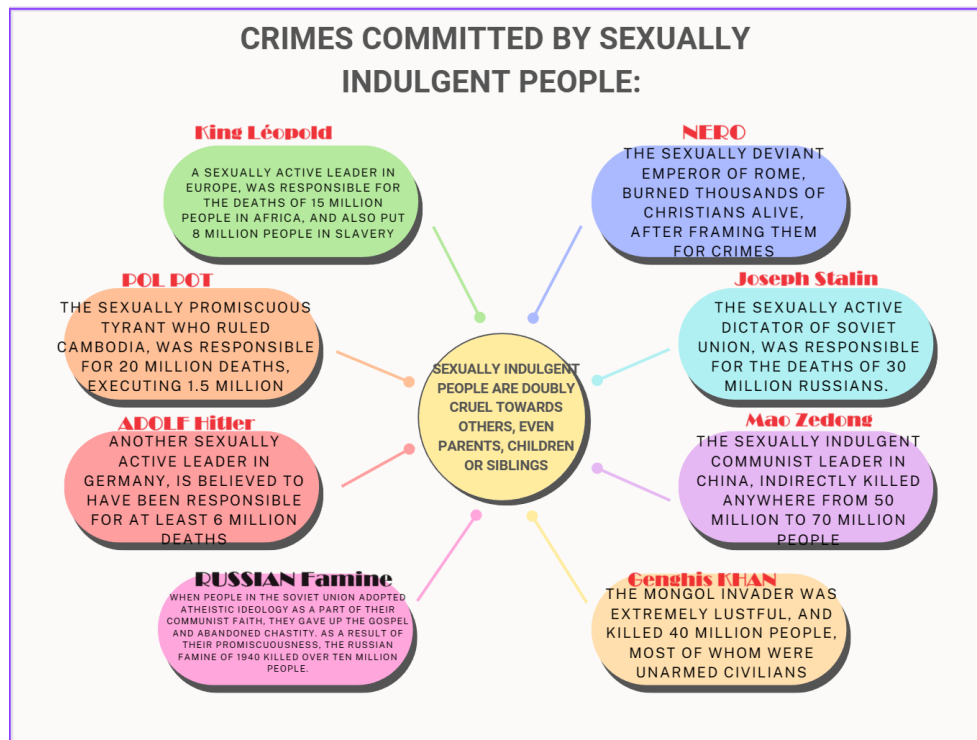 CRIMES COMMITTED BY SEXUALLY
INDULGENT PEOPLE:
King Léopold
A SEXUALLY ACTIVE LEADER IN
EUROPE, WAS RESPONSIBLE FOR
THE DEATHS OF 15 MILLION
PEOPLE IN AFRICA, AND ALSO PUT
8 MILLION PEOPLE IN SLAVERY
NERO
THE SEXUALLY DEVIANT
EMPEROR OF ROME,
BURNED THOUSANDS OF
CHRISTIANS ALIVE,
AFTER FRAMING THEM
FOR CRIMES
POL POT
THE SEXUALLY PROMISCUOUS
TYRANT WHO RULED
CAMBODIA, WAS RESPONSIBLE
FOR 20 MILLION DEATHS,
EXECUTING 1.5 MILLION
Joseph Stalin
THE SEXUALLY ACTIVE
DICTATOR OF SOVIET
UNION, WAS RESPONSIBLE
FOR THE DEATHS OF 30
MILLION RUSSIANS.
SEXUALLY INDULGENT
PEOPLE ARE DOUBLY
CRUEL TOWARDS
OTHERS, EVEN
PARENTS, CHILDREN
OR SIBLINGS
ADOLF Hitler
ANOTHER SEXUALLY
ACTIVE LEADER IN
GERMANY, IS BELIEVED TO
HAVE BEEN RESPONSIBLE
FOR AT LEAST 6 MILLION
DEATHS
Mao Zedong
THE SEXUALLY INDULGENT
COMMUNIST LEADER IN
CHINA, INDIRECTLY KILLED
ANYWHERE FROM 50
MILLION TO 70 MILLION
PEOPLE
RUSSIAN Famine
WHEN PEOPLE IN THE SOVIET UNION ADOPTED
ATHEISTIC IDEOLOGY AS A PART OF THEIR
COMMUNIST FAITH, THEY GAVE UP THE GOSPEL
AND ABANDONED CHASTITY. AS A RESULT OF
THEIR PROMISCUOUSNESS, THE RUSSIAN
FAMINE OF 1940 KILLED OVER TEN MILLION
PEOPLE.
Genghis KHAN
THE MONGOL INVADER WAS
EXTREMELY LUSTFUL, AND
KILLED 40 MILLION PEOPLE,
MOST OF WHOM WERE
UNARMED CIVILIANS